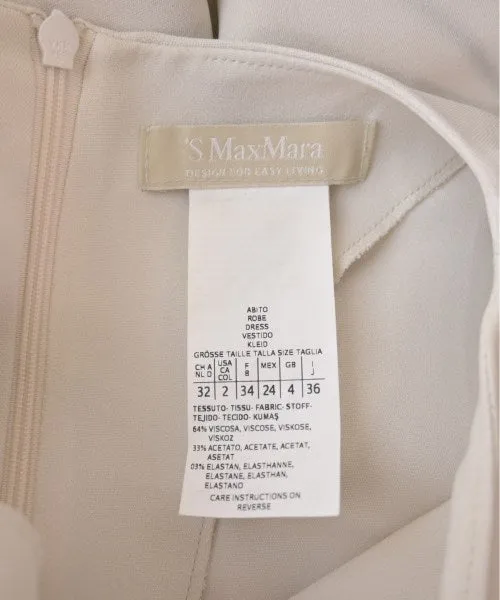 'S MaxMara
DESIGN FOR EASY LIVING
ABITO
ROBE
DRESS
VESTIDO
KLEID
GRÖSSE TAILLE TALLA SIZE TAGLIA
CH A NL D USA CA COL F B MEX GB I J
32 2 34 24 4 36
TESSUTO- TISSU- FABRIC- STOFF-
TEJIDO- TECIDO- KUMAŞ
64% VISCOSA, VISCOSE, VISKOSE,
VISKOZ
33% ACETATO, ACETATE, ACETAT,
ASETAT
03% ELASTAN, ELASTHANNE,
ELASTANE, ELASTHAN,
ELASTANO
CARE INSTRUCTIONS ON
REVERSE